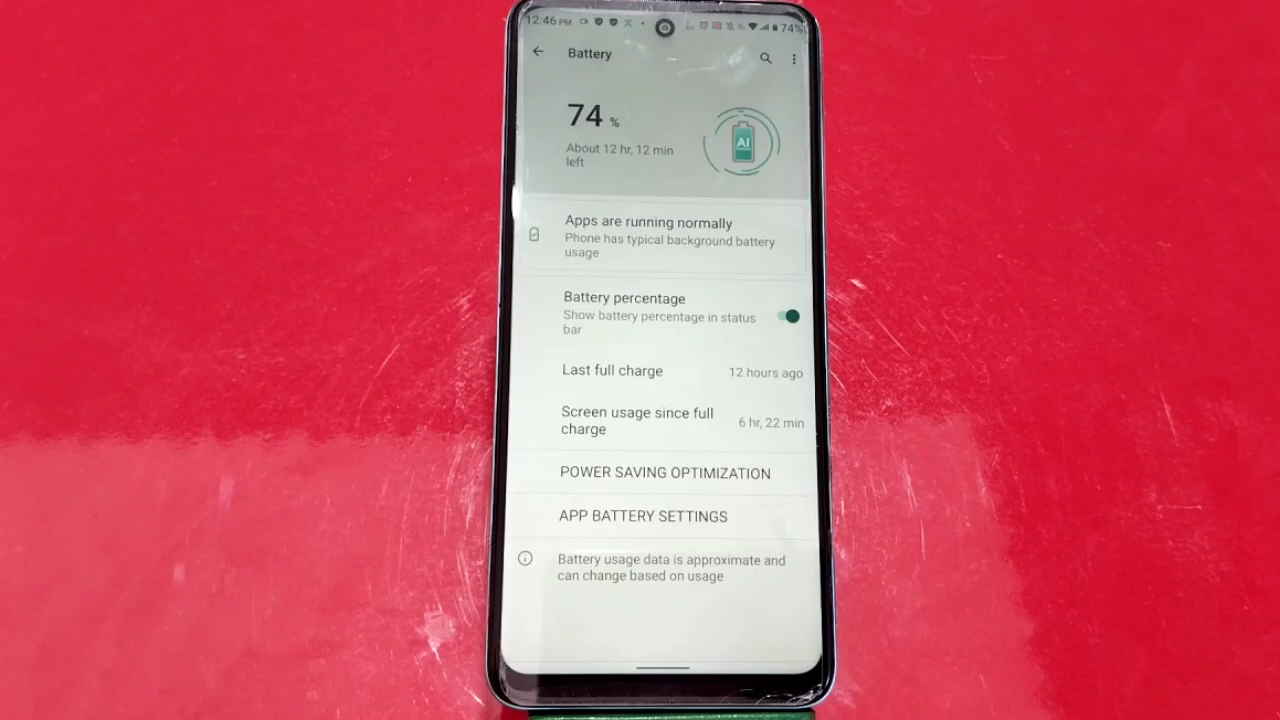 12:46 PM 74%
Battery
74 %
About 12 hr, 12 min
left
AI
Apps are running normally
Phone has typical background battery
usage
Battery percentage
Show battery percentage in status
bar
Last full charge 12 hours ago
Screen usage since full
charge 6 hr, 22 min
POWER SAVING OPTIMIZATION
APP BATTERY SETTINGS
Battery usage data is approximate and
can change based on usage